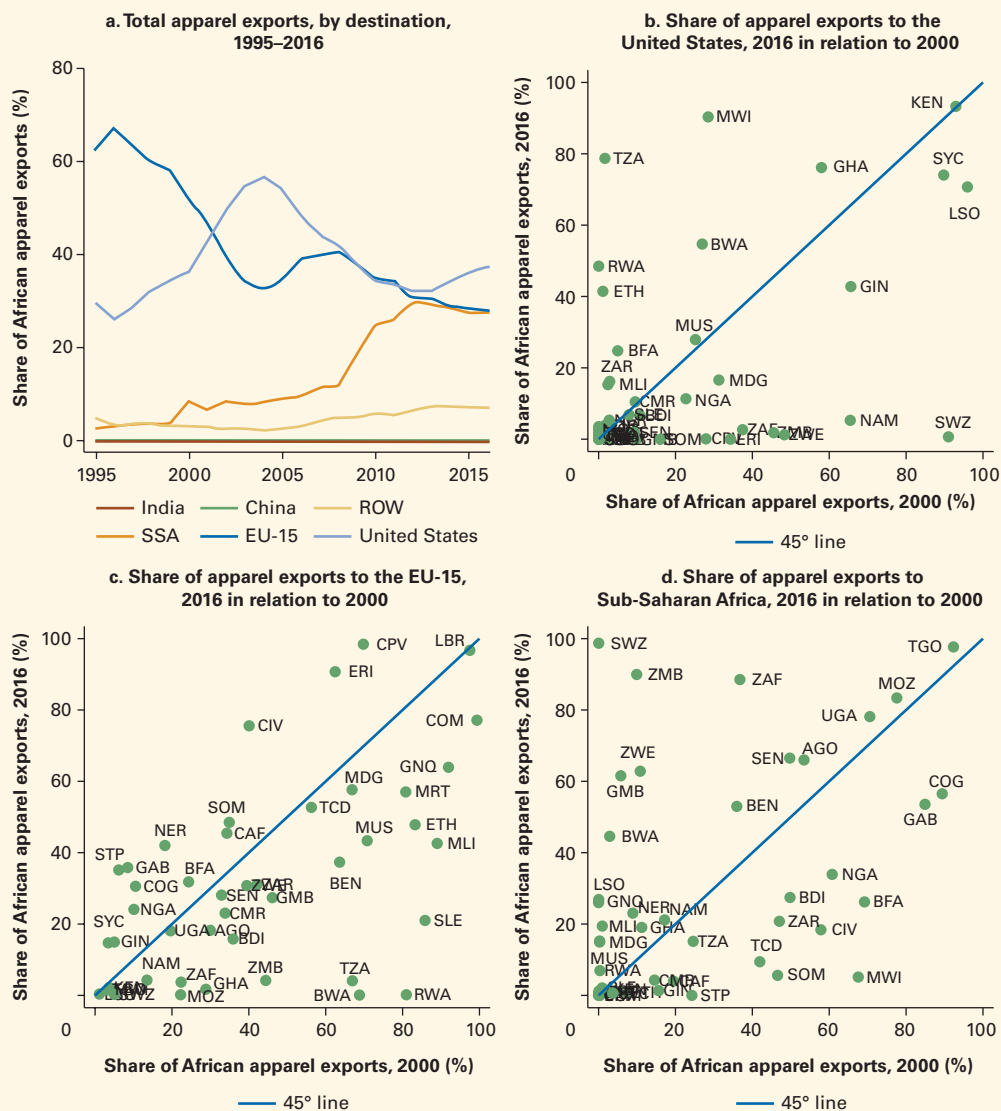 a. Total apparel exports, by destination,
1995–2016
Share of African apparel exports (%)
80
60
40
20
0
1995
2000
2005
2010
2015
India
China
ROW
SSA
EU-15
United States
b. Share of apparel exports to the
United States, 2016 in relation to 2000
Share of African apparel exports, 2016 (%)
100
80
60
40
20
0
KEN
MWI
TZA
GHA
SYC
LSO
BWA
RWA
ETH
GIN
MUS
BFA
ZAR
MLI
MDG
CMR
NGA
NAM
SWZ
SEN
SOM
CPV
ZAF
ERI
ZMB
ZWE
0
20
40
60
80
100
Share of African apparel exports, 2000 (%)
45° line
c. Share of apparel exports to the EU-15,
2016 in relation to 2000
Share of African apparel exports, 2016 (%)
100
80
60
40
20
0
CPV
LBR
ERI
CIV
COM
GNQ
MDG
MRT
TCD
SOM
CAF
MUS
ETH
MLI
NER
STP
GAB
BFA
BEN
COG
ZAR
SEN
GMB
NGA
CMR
SYC
GIN
UGA
AGO
BDI
SLE
NAM
ZAF
GHA
MOZ
ZMB
TZA
BWA
RWA
0
20
40
60
80
100
Share of African apparel exports, 2000 (%)
45° line
d. Share of apparel exports to
Sub-Saharan Africa, 2016 in relation to 2000
Share of African apparel exports, 2016 (%)
100
80
60
40
20
0
SWZ
TGO
ZMB
ZAF
MOZ
UGA
ZWE
SEN
AGO
GMB
BEN
COG
GAB
BWA
LSO
GNQ
NER
NAM
MLI
GHA
MDG
TZA
MUS
RWA
NGA
BDI
BFA
ZAR
CIV
TCD
SOM
MWI
CMR
CAF
GIN
STP
0
20
40
60
80
100
Share of African apparel exports, 2000 (%)
45° line